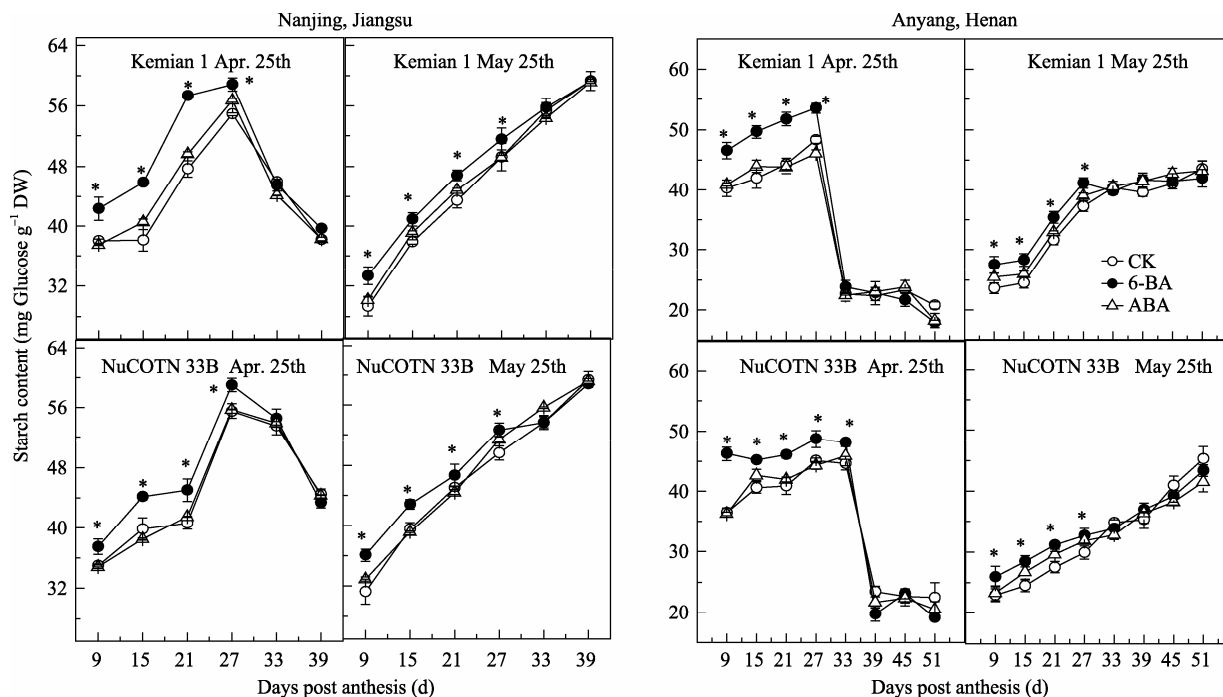 Nanjing, Jiangsu
Anyang, Henan
Starch content (mg Glucose g⁻¹ DW)
Kemian 1 Apr. 25th
64
56
48
40
32
*
*
*
*
Kemian 1 May 25th
*
*
*
*
Kemian 1 Apr. 25th
60
50
40
30
20
*
*
*
*
Kemian 1 May 25th
*
*
*
*
CK
6-BA
ABA
NuCOTN 33B Apr. 25th
64
56
48
40
32
*
*
*
*
9 15 21 27 33 39
NuCOTN 33B May 25th
*
*
*
*
9 15 21 27 33 39
NuCOTN 33B Apr. 25th
60
50
40
30
20
*
*
*
*
*
9 15 21 27 33 39 45 51
NuCOTN 33B May 25th
*
*
*
*
9 15 21 27 33 39 45 51
Days post anthesis (d)
Days post anthesis (d)